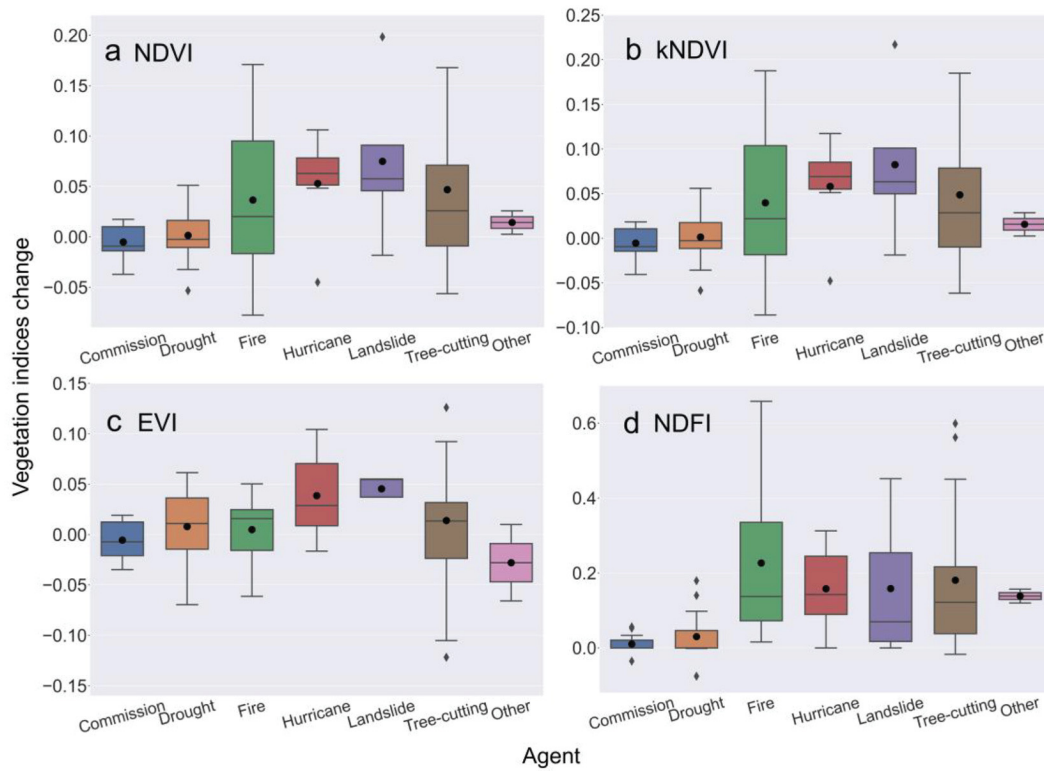 a NDVI
0.20
0.15
0.10
0.05
0.00
−0.05
Commission Drought Fire Hurricane Landslide Tree-cutting Other
b kNDVI
0.25
0.20
0.15
0.10
0.05
0.00
−0.05
−0.10
Commission Drought Fire Hurricane Landslide Tree-cutting Other
Vegetation indices change
c EVI
0.15
0.10
0.05
0.00
−0.05
−0.10
−0.15
Commission Drought Fire Hurricane Landslide Tree-cutting Other
d NDFI
0.6
0.4
0.2
0.0
Commission Drought Fire Hurricane Landslide Tree-cutting Other
Agent